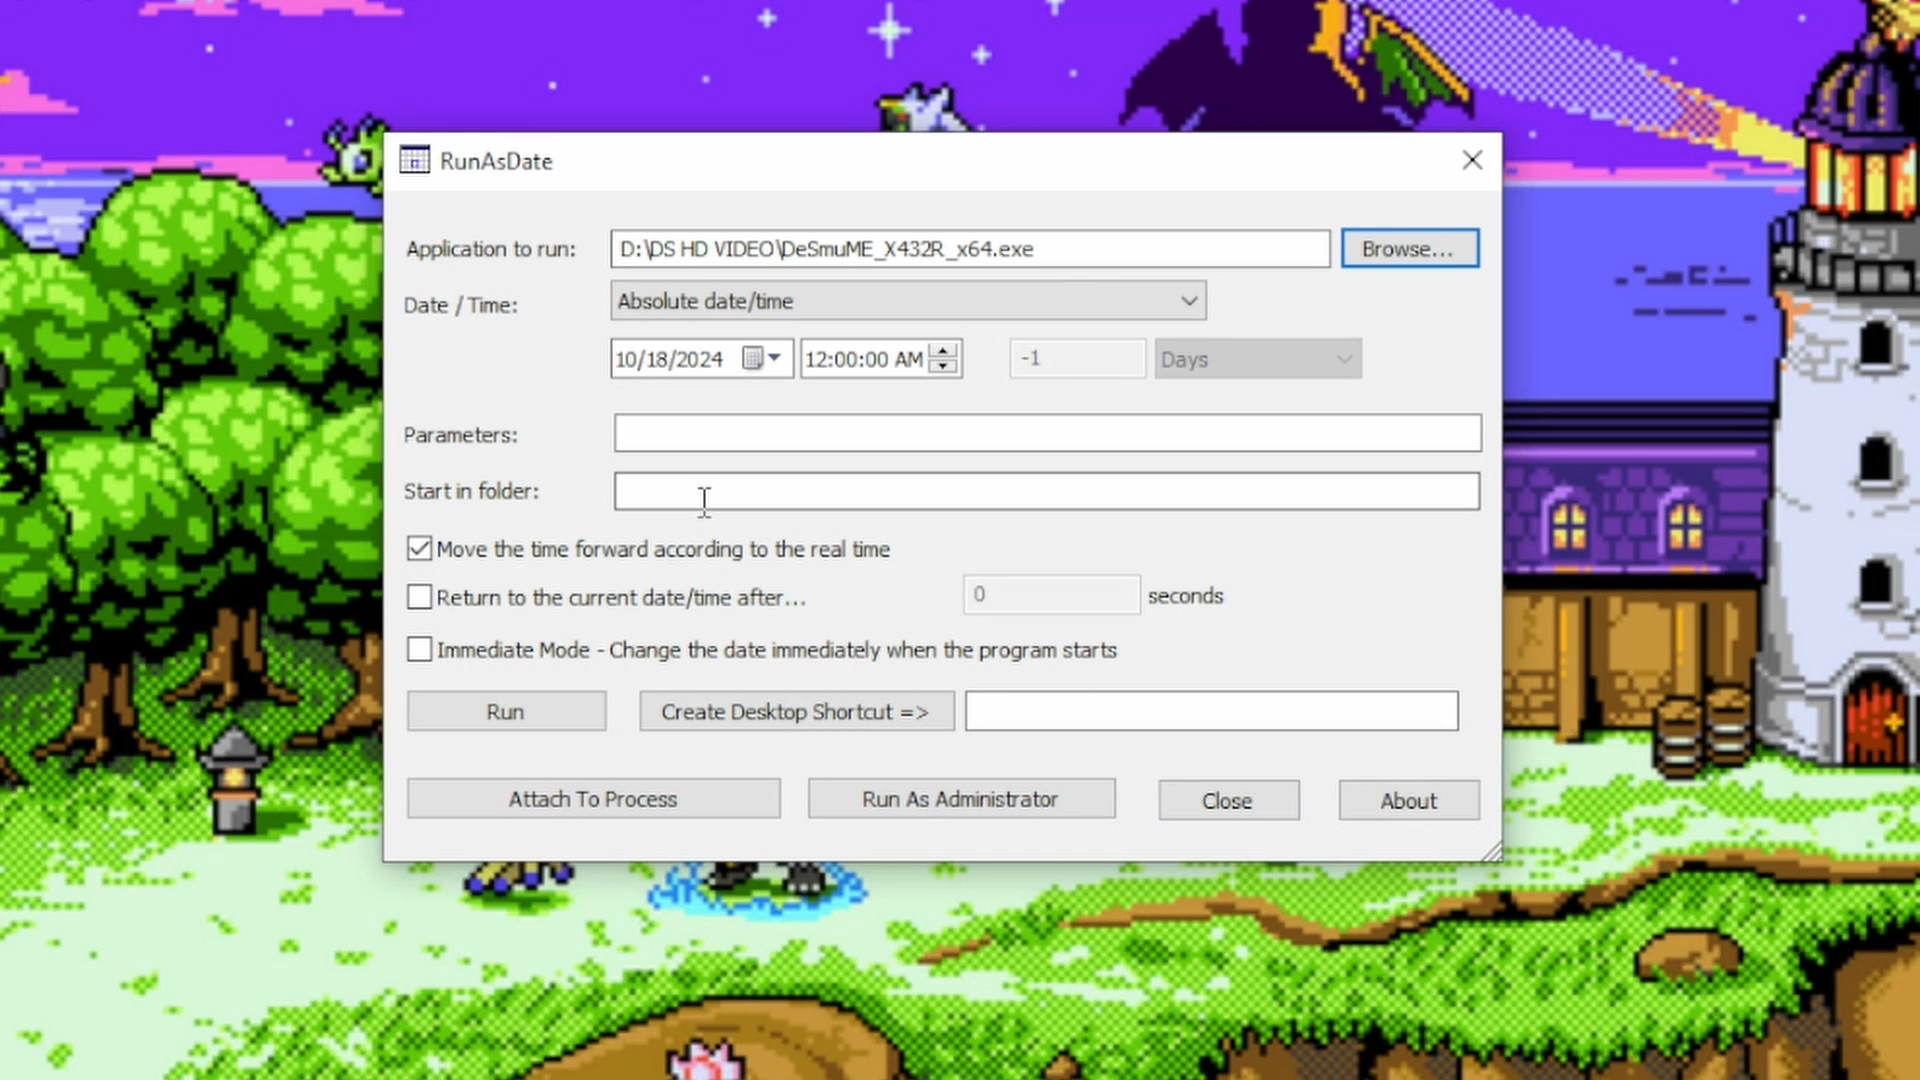 RunAsDate
Application to run: D:\DS HD VIDEO\DeSmuME_X432R_x64.exe Browse...
Date / Time: Absolute date/time
10/18/2024 12:00:00 AM -1 Days
Parameters:
Start in folder:
Move the time forward according to the real time
Return to the current date/time after... 0 seconds
Immediate Mode - Change the date immediately when the program starts
Run Create Desktop Shortcut =>
Attach To Process Run As Administrator Close About